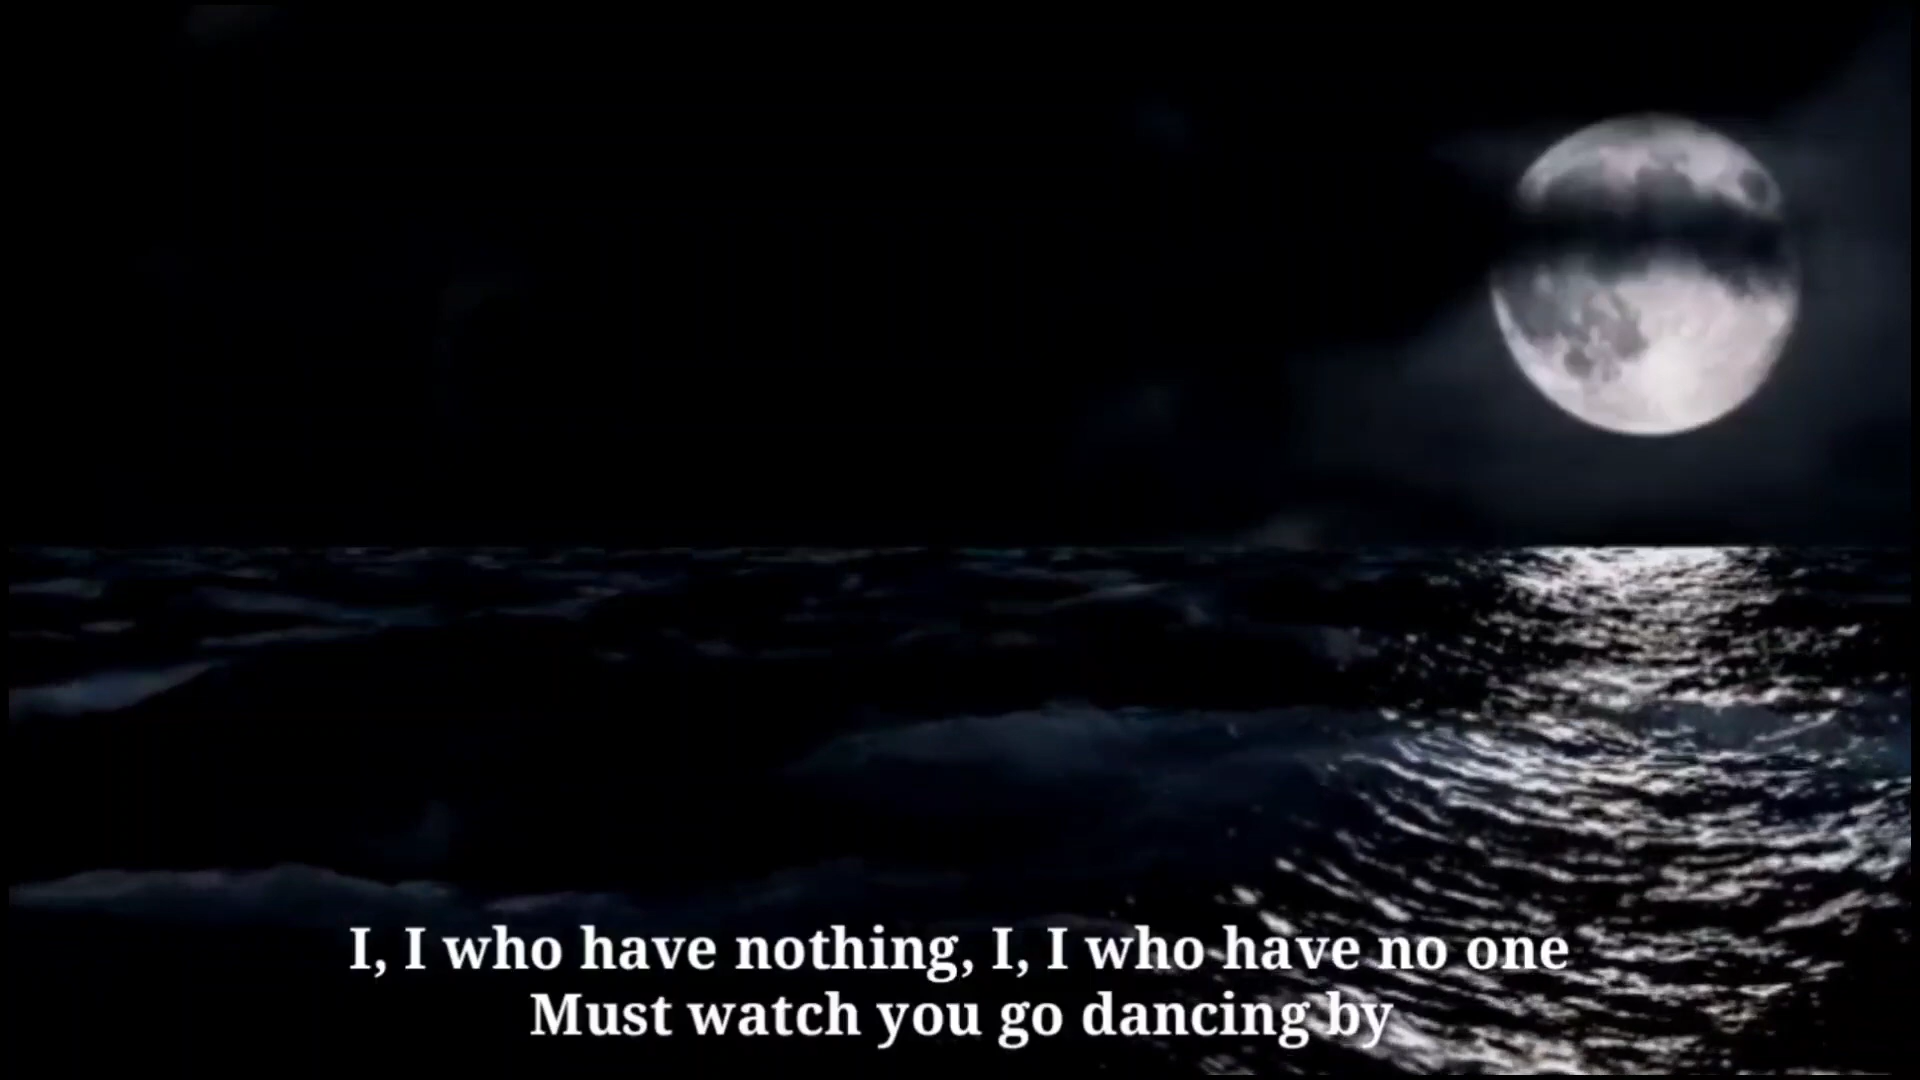 I, I who have nothing, I, I who have no one
Must watch you go dancing by